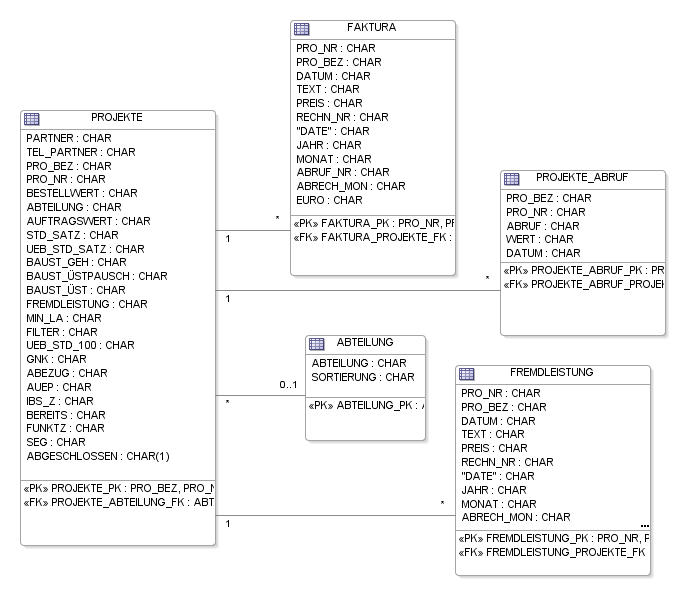 FAKTURA
PRO_NR : CHAR
PRO_BEZ : CHAR
DATUM : CHAR
TEXT : CHAR
PREIS : CHAR
RECHN_NR : CHAR
"DATE" : CHAR
JAHR : CHAR
MONAT : CHAR
ABRUF_NR : CHAR
ABRECH_MON : CHAR
EURO : CHAR
«PK» FAKTURA_PK : PRO_NR,
«FK» FAKTURA_PROJEKTE_FK :
PROJEKTE
PARTNER : CHAR
TEL_PARTNER : CHAR
PRO_BEZ : CHAR
PRO_NR : CHAR
BESTELLWERT : CHAR
ABTEILUNG : CHAR
AUFTRAGSWERT : CHAR
STD_SATZ : CHAR
UEB_STD_SATZ : CHAR
BAUST_GEH : CHAR
BAUST_ÜSTPAUSCH : CHAR
BAUST_ÜST : CHAR
FREMDLEISTUNG : CHAR
MIN_LA : CHAR
FILTER : CHAR
UEB_STD_100 : CHAR
GNK : CHAR
ABEZUG : CHAR
AUEP : CHAR
IBS_Z : CHAR
BEREITS : CHAR
FUNKTZ : CHAR
SEG : CHAR
ABGESCHLOSSEN : CHAR(1)
«PK» PROJEKTE_PK : PRO_BEZ, PRO_N
«FK» PROJEKTE_ABTEILUNG_FK : ABT
1
*
1
*
*
0..1
1
*
PROJEKTE_ABRUF
PRO_BEZ : CHAR
PRO_NR : CHAR
ABRUF : CHAR
WERT : CHAR
DATUM : CHAR
«PK» PROJEKTE_ABRUF_PK : PR
«FK» PROJEKTE_ABRUF_PROJE
ABTEILUNG
ABTEILUNG : CHAR
SORTIERUNG : CHAR
«PK» ABTEILUNG_PK :
FREMDLEISTUNG
PRO_NR : CHAR
PRO_BEZ : CHAR
DATUM : CHAR
TEXT : CHAR
PREIS : CHAR
RECHN_NR : CHAR
"DATE" : CHAR
JAHR : CHAR
MONAT : CHAR
ABRECH_MON : CHAR
...
«PK» FREMDLEISTUNG_PK : PRO_NR,
«FK» FREMDLEISTUNG_PROJEKTE_FK